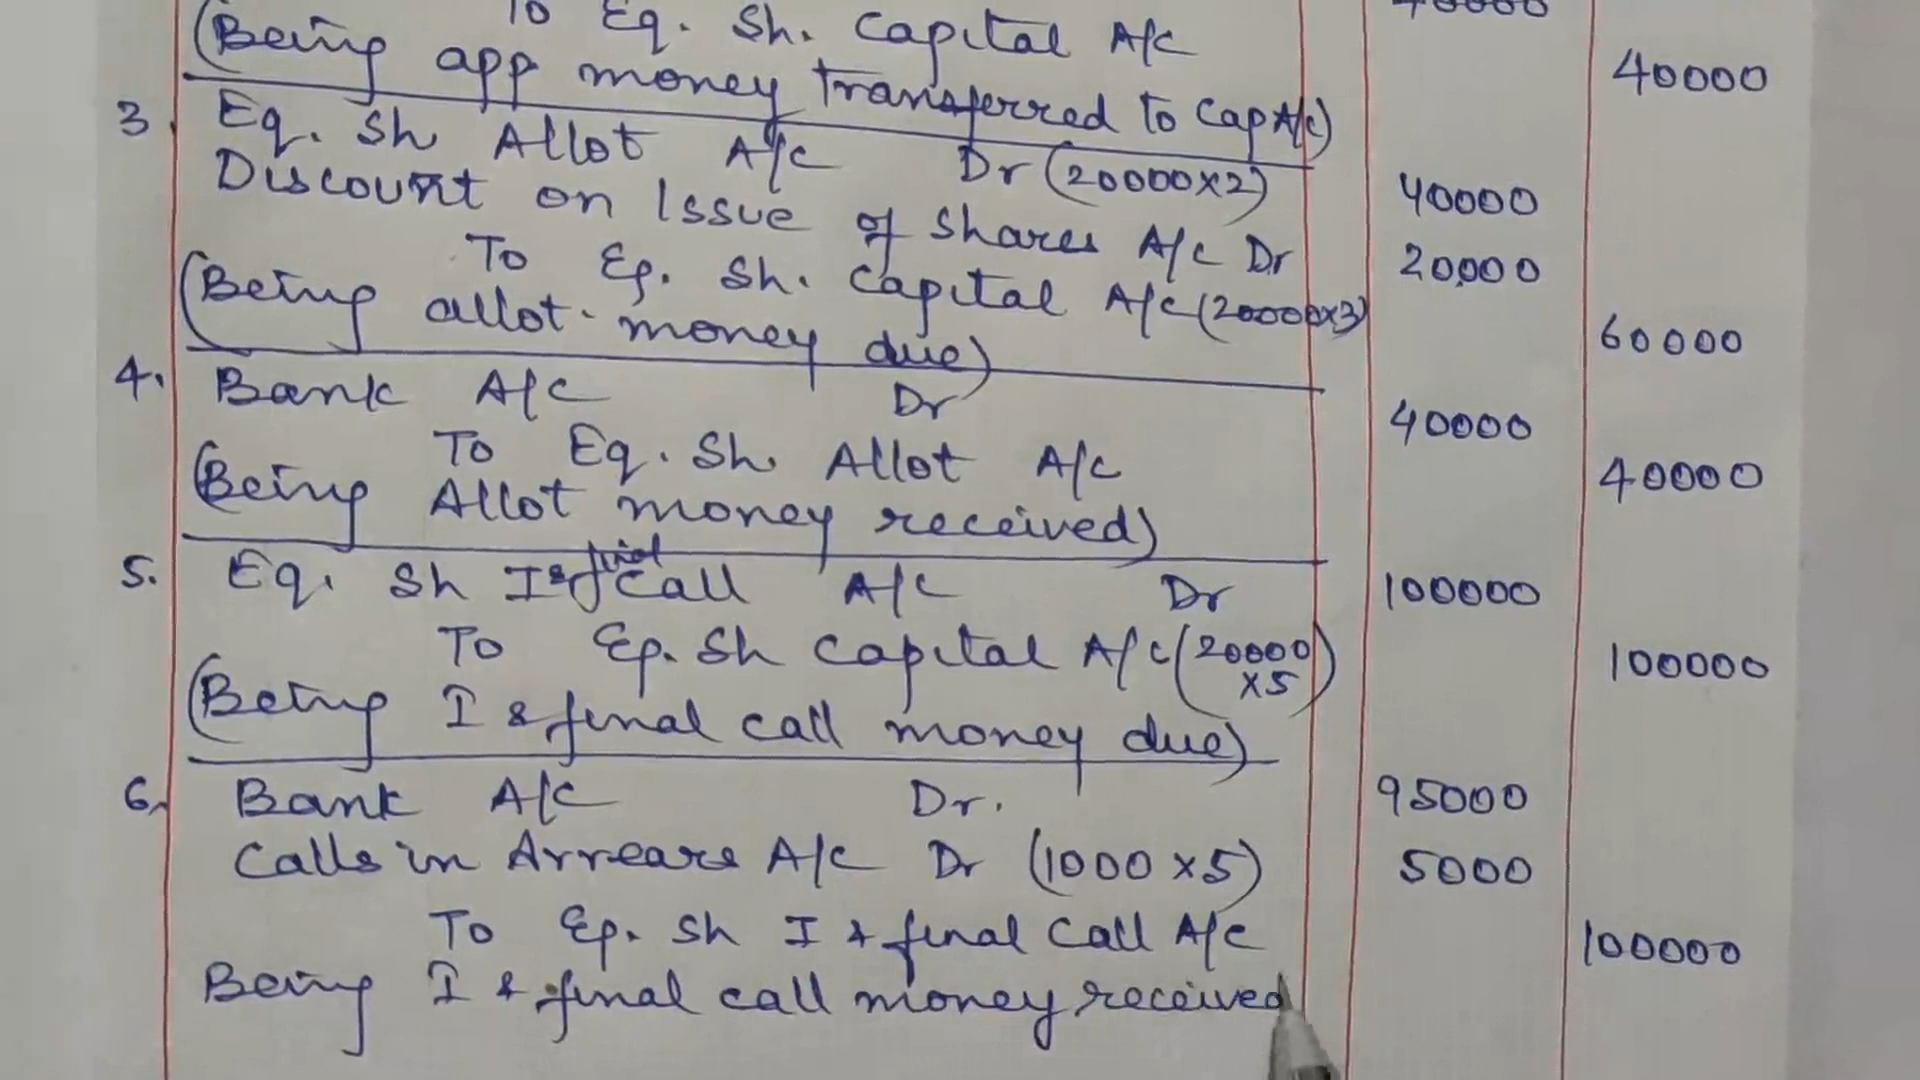 To Eq. Sh. Capital A/c 40000
(Being app money transferred to Cap A/c) 40000
3. Eq. Sh Allot A/c Dr (20000×2) 40000
Discount on Issue of Shares A/c Dr 20,000
To Eq. Sh. Capital A/c (20000×3) 60000
(Being allot. money due)
4. Bank A/c Dr 40000
To Eq. Sh. Allot A/c 40000
(Being Allot money received)
5. Eq. Sh I & final Call A/c Dr 100000
To Eq. Sh Capital A/c (20000 ×5) 100000
(Being I & final call money due)
6. Bank A/c Dr. 95000
Calls in Arrears A/c Dr (1000 ×5) 5000
To Eq. Sh I & final Call A/c 100000
Being I & final call money received